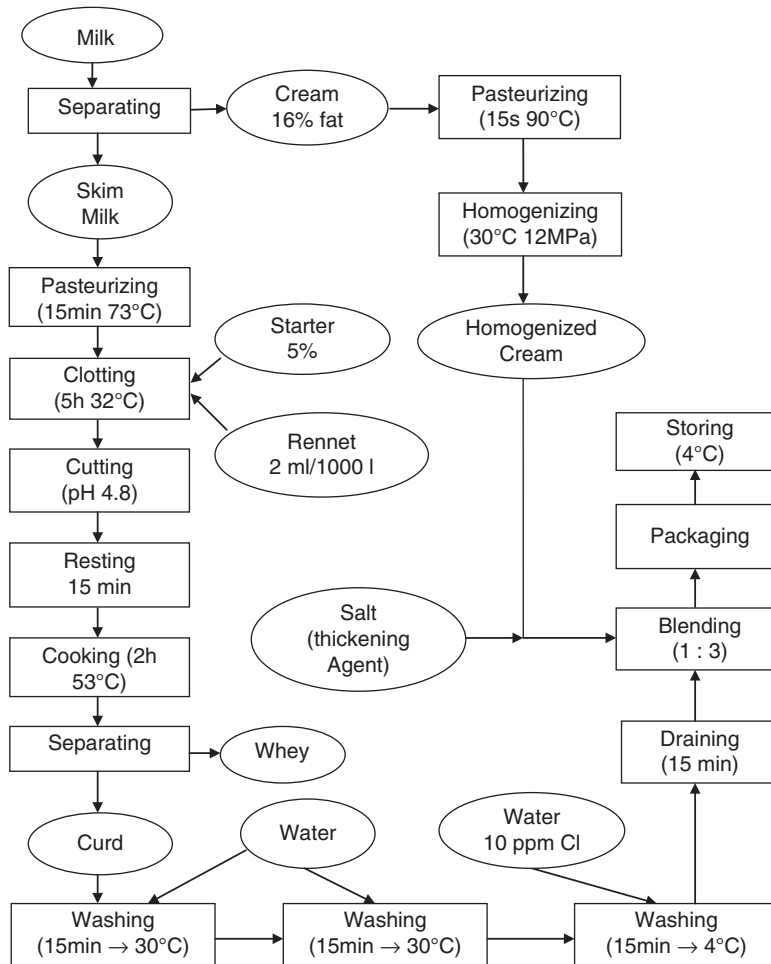 Milk
Separating
Cream
16% fat
Pasteurizing
(15s 90°C)
Skim
Milk
Homogenizing
(30°C 12MPa)
Pasteurizing
(15min 73°C)
Starter
5%
Homogenized
Cream
Clotting
(5h 32°C)
Rennet
2 ml/1000 l
Storing
(4°C)
Cutting
(pH 4.8)
Packaging
Resting
15 min
Salt
(thickening
Agent)
Blending
(1 : 3)
Cooking (2h
53°C)
Separating
Whey
Draining
(15 min)
Curd
Water
Water
10 ppm Cl
Washing
(15min → 30°C)
Washing
(15min → 30°C)
Washing
(15min → 4°C)